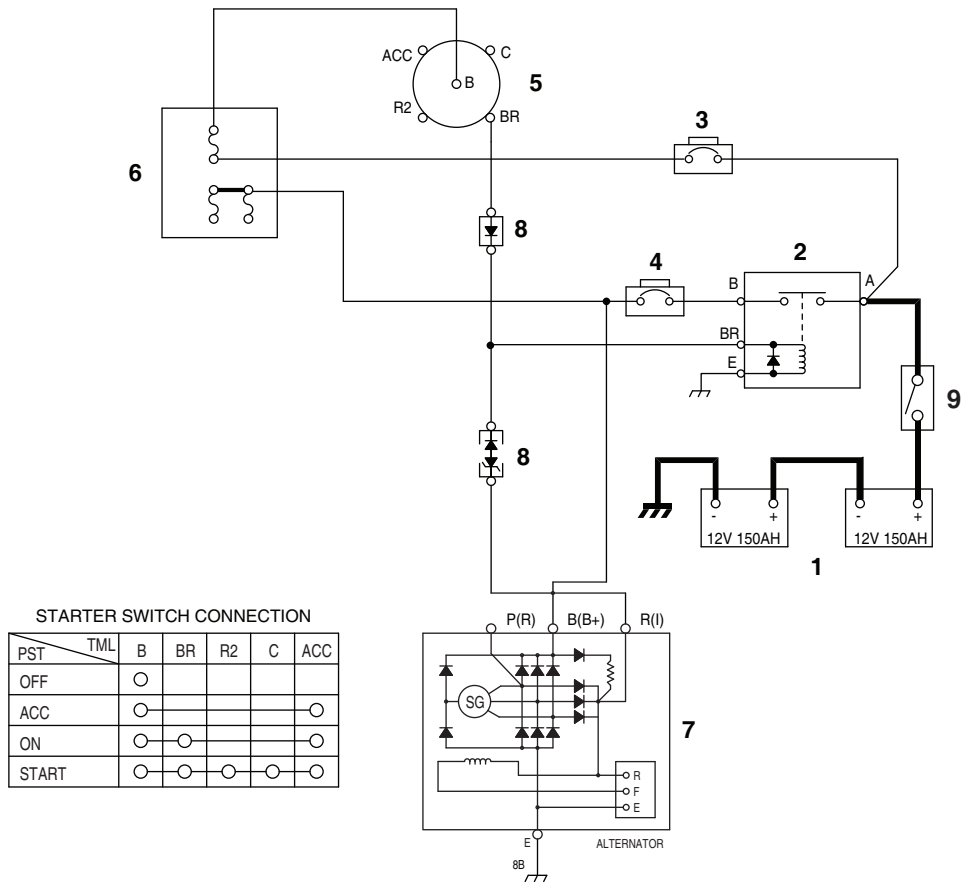 ACC
C
B
5
R2
BR
3
6
8
2
4
B
A
BR
E
9
8
-
+
-
+
12V 150AH
12V 150AH
1
STARTER SWITCH CONNECTION
P(R)
B(B+)
R(I)
PST
TML
B
BR
R2
C
ACC
OFF
ACC
ON
START
SG
7
R
F
E
E
ALTERNATOR
8B